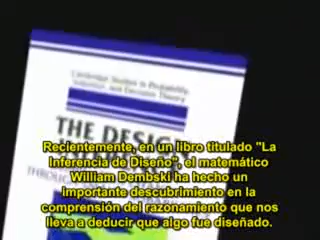 Cambridge Studies in Probability,
Induction, and Decision Theory
THE DESIGN
Recientemente, en un libro titulado "La
Inferencia de Diseño", el matemático
William Dembski ha hecho un
importante descubrimiento en la
comprensión del razonamiento que nos
lleva a deducir que algo fue diseñado.